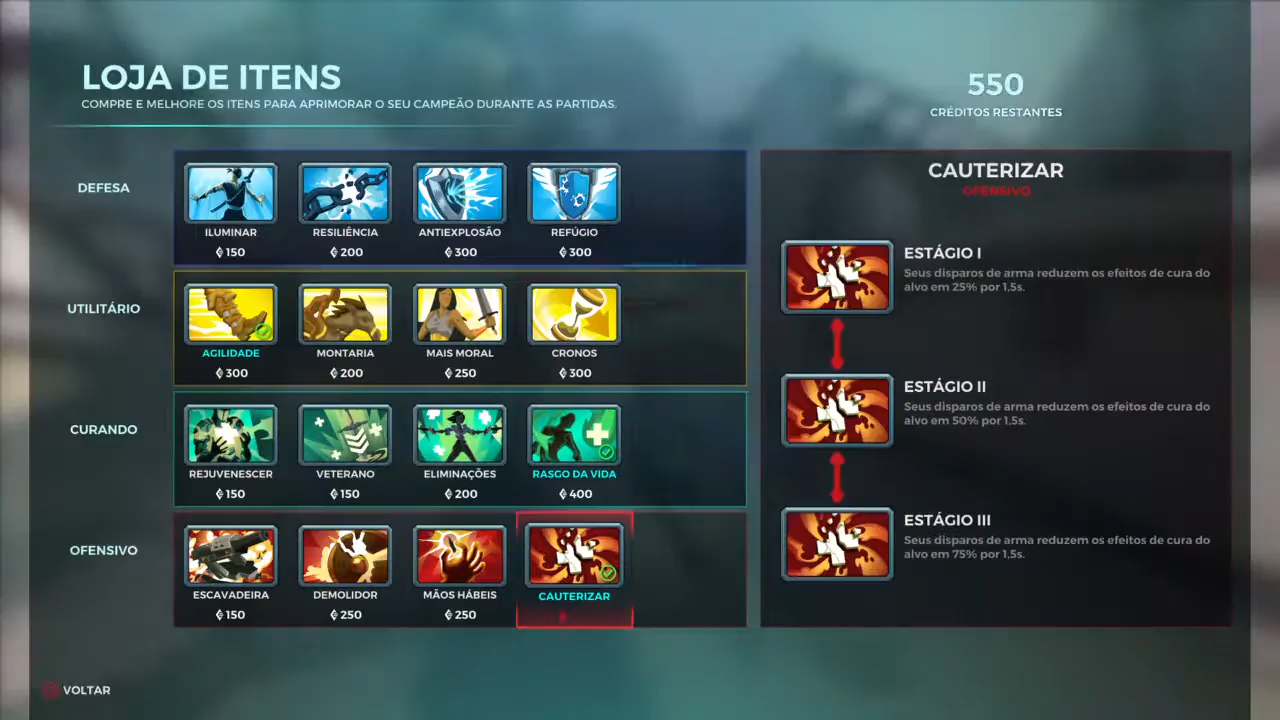 LOJA DE ITENS
COMPRE E MELHORE OS ITENS PARA APRIMORAR O SEU CAMPEÃO DURANTE AS PARTIDAS.
550
CRÉDITOS RESTANTES
DEFESA
ILUMINAR
150
RESILIÊNCIA
200
ANTIEXPLOSÃO
300
REFÚGIO
300
UTILITÁRIO
AGILIDADE
300
MONTARIA
200
MAIS MORAL
250
CRONOS
300
CURANDO
REJUVENESCER
150
VETERANO
150
ELIMINAÇÕES
200
RASGO DA VIDA
400
OFENSIVO
ESCAVADEIRA
150
DEMOLIDOR
250
MÃOS HÁBEIS
250
CAUTERIZAR
CAUTERIZAR
OFENSIVO
ESTÁGIO I
Seus disparos de arma reduzem os efeitos de cura do
alvo em 25% por 1,5s.
ESTÁGIO II
Seus disparos de arma reduzem os efeitos de cura do
alvo em 50% por 1,5s.
ESTÁGIO III
Seus disparos de arma reduzem os efeitos de cura do
alvo em 75% por 1,5s.
VOLTAR